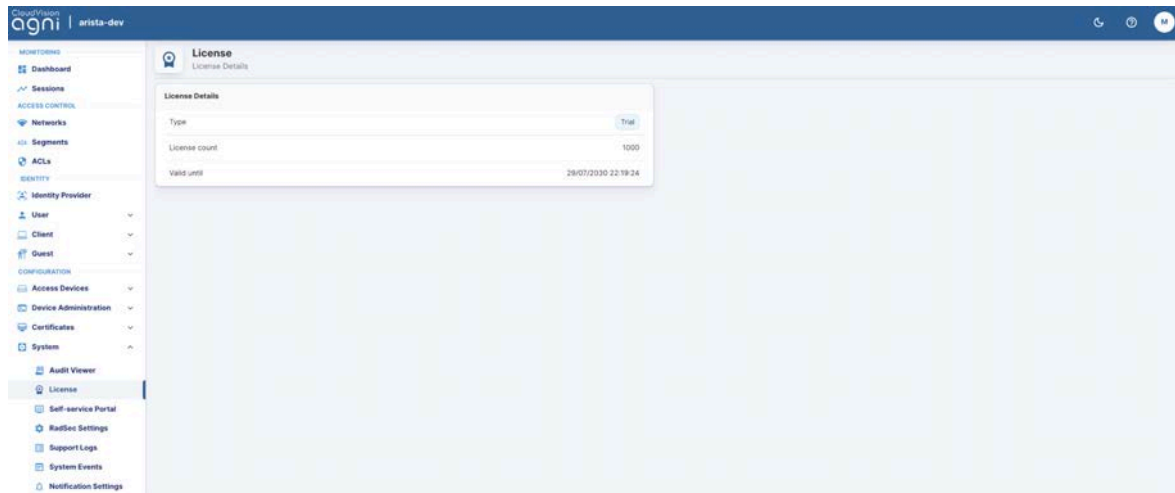 CloudVision
agni | arista-dev
M
MONITORING
Dashboard
Sessions
ACCESS CONTROL
Networks
Segments
ACLs
IDENTITY
Identity Provider
User
Client
Guest
CONFIGURATION
Access Devices
Device Administration
Certificates
System
Audit Viewer
License
Self-service Portal
RadSec Settings
Support Logs
System Events
Notification Settings
License
License Details
License Details
Type Trial
License count 1000
Valid until 29/07/2030 22:19:24